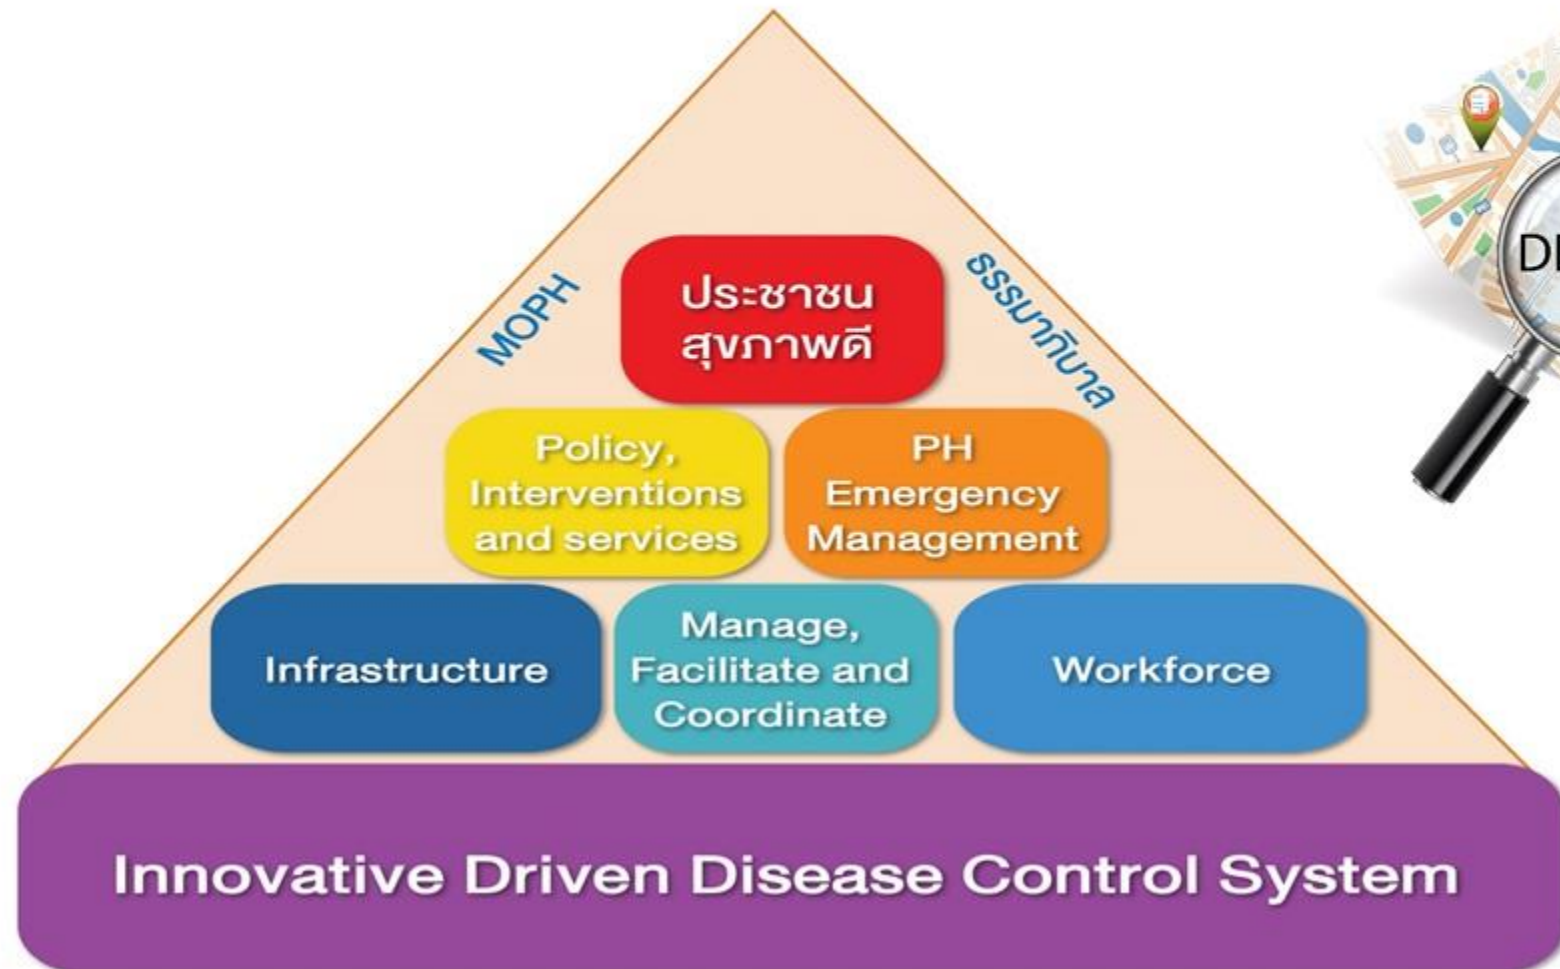 MOPH
ธรรมาภิบาล
ประชาชน
สุขภาพดี
Policy,
Interventions
and services
PH
Emergency
Management
Infrastructure
Manage,
Facilitate and
Coordinate
Workforce
Innovative Driven Disease Control System